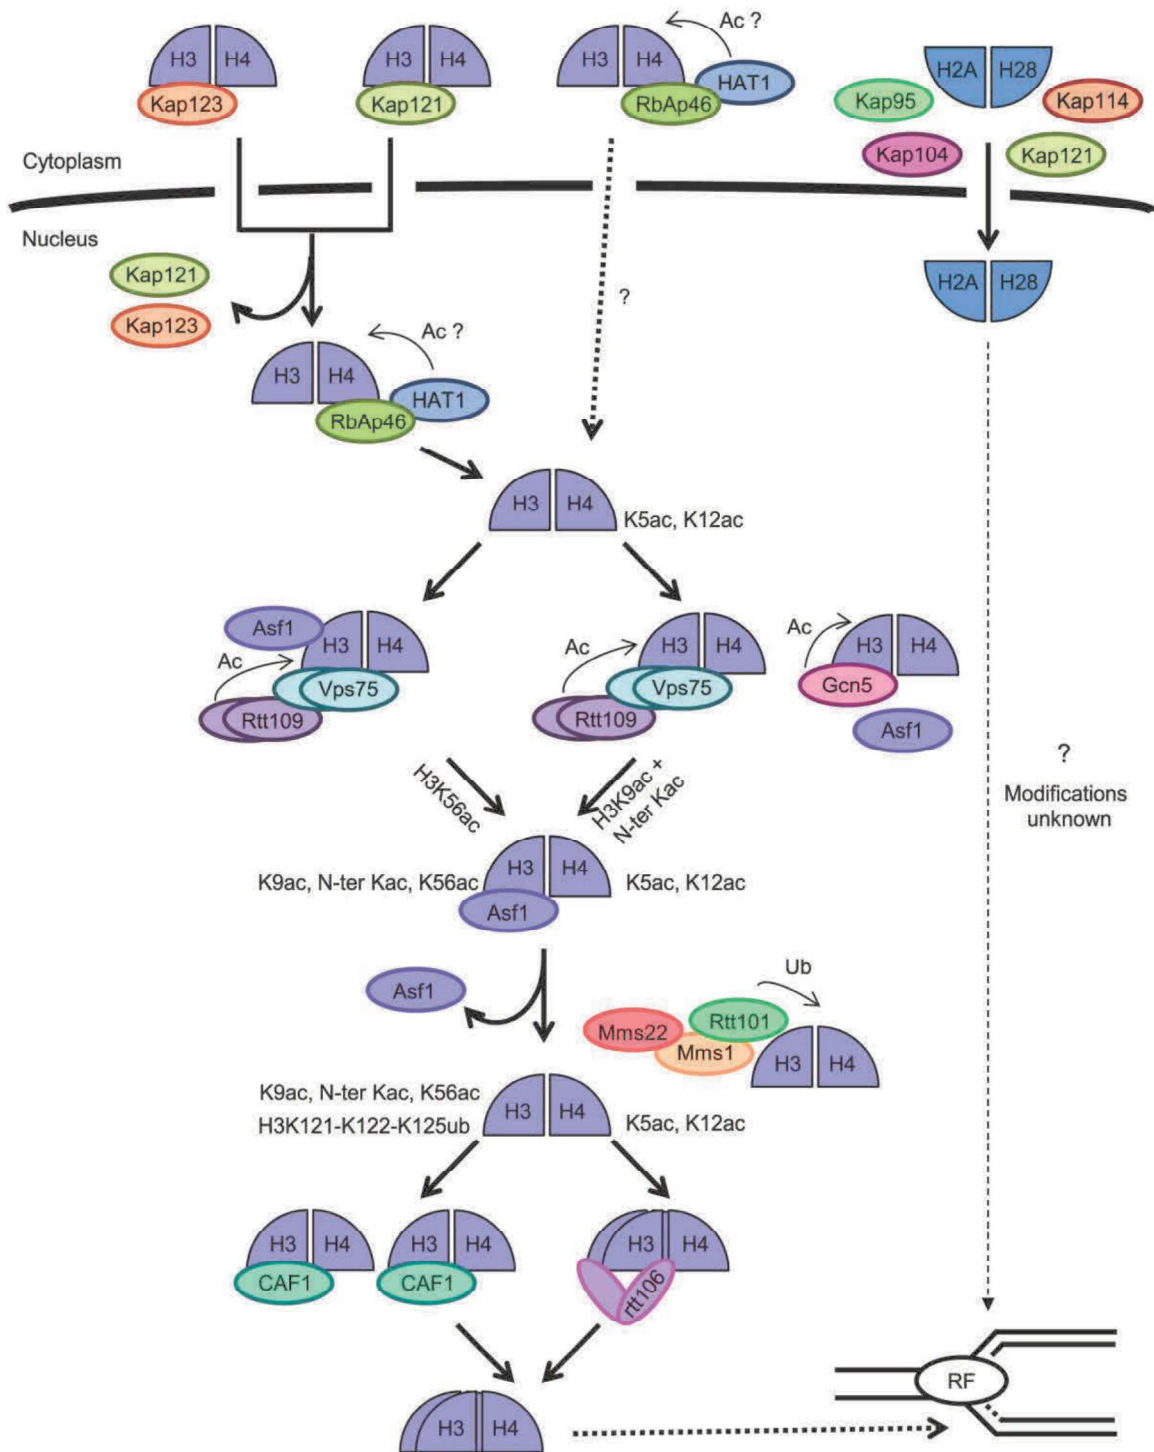 Ac ?
H3 H4
H3 H4
H3 H4
HAT1
H2A H28
Kap123
Kap121
RbAp46
Kap95
Kap114
Kap104
Kap121
Cytoplasm
Nucleus
Kap121
Kap123
H2A H28
?
Ac ?
H3 H4
HAT1
RbAp46
H3 H4
K5ac, K12ac
Asf1
H3 H4
Ac
Vps75
Rtt109
H3 H4
Ac
Vps75
Rtt109
Ac
H3 H4
Gcn5
Asf1
?
Modifications
unknown
H3K56ac
H3K9ac +
N-ter Kac
H3 H4
K9ac, N-ter Kac, K56ac
K5ac, K12ac
Asf1
Asf1
Ub
Rtt101
Mms22
Mms1
H3 H4
K9ac, N-ter Kac, K56ac
H3K121-K122-K125ub
H3 H4
K5ac, K12ac
H3 H4
CAF1
H3 H4
CAF1
H3 H4
rtt106
RF
H3 H4